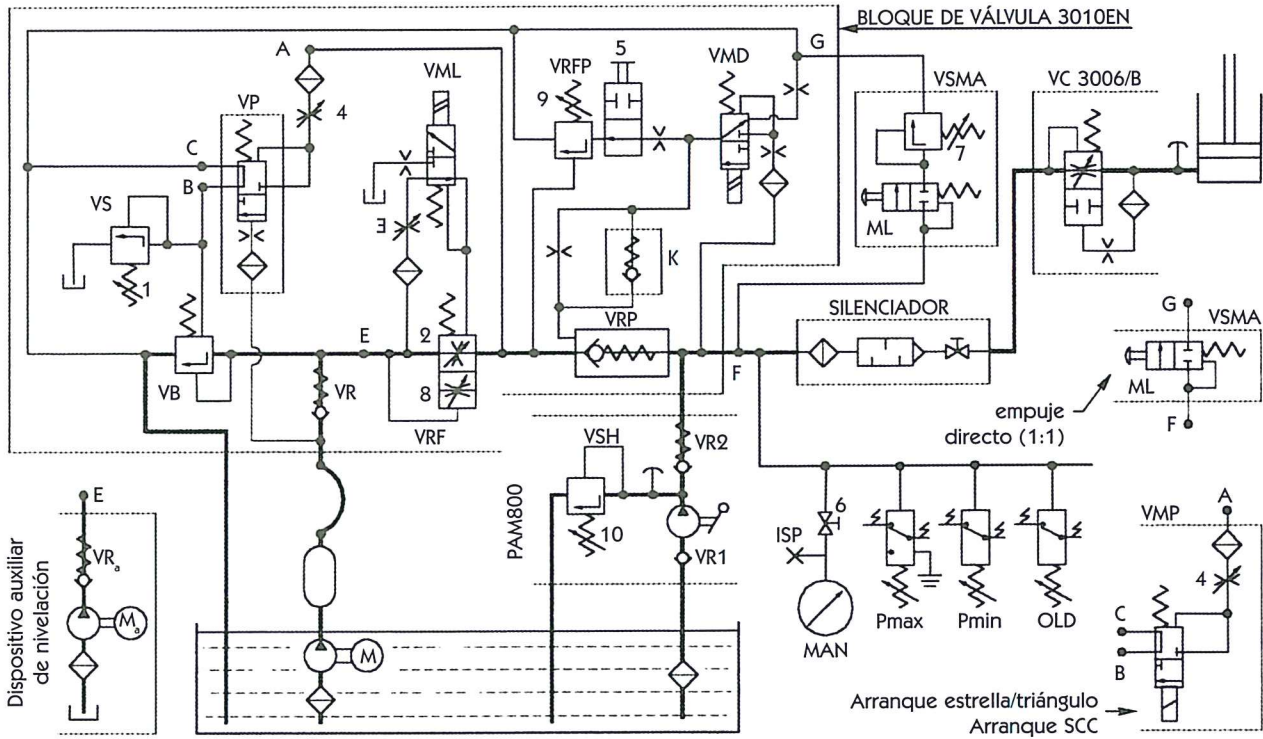 BLOQUE DE VÁLVULA 3010EN
A
G
5
VML
VRFP
VMD
VSMA
VC 3006/B
9
VP
4
7
C
B
VS
ML
3
K
1
SILENCIADOR
VRP
G
VSMA
E
2
F
ML
VB
VR
8
empuje
directo (1:1)
F
VRF
VSH
VR2
PAM800
6
A
E
VMP
10
ISP
VR1
VRa
4
Dispositivo auxiliar
de nivelación
Ma
M
MAN
Pmax
Pmin
OLD
C
B
Arranque estrella/triángulo
Arranque SCC